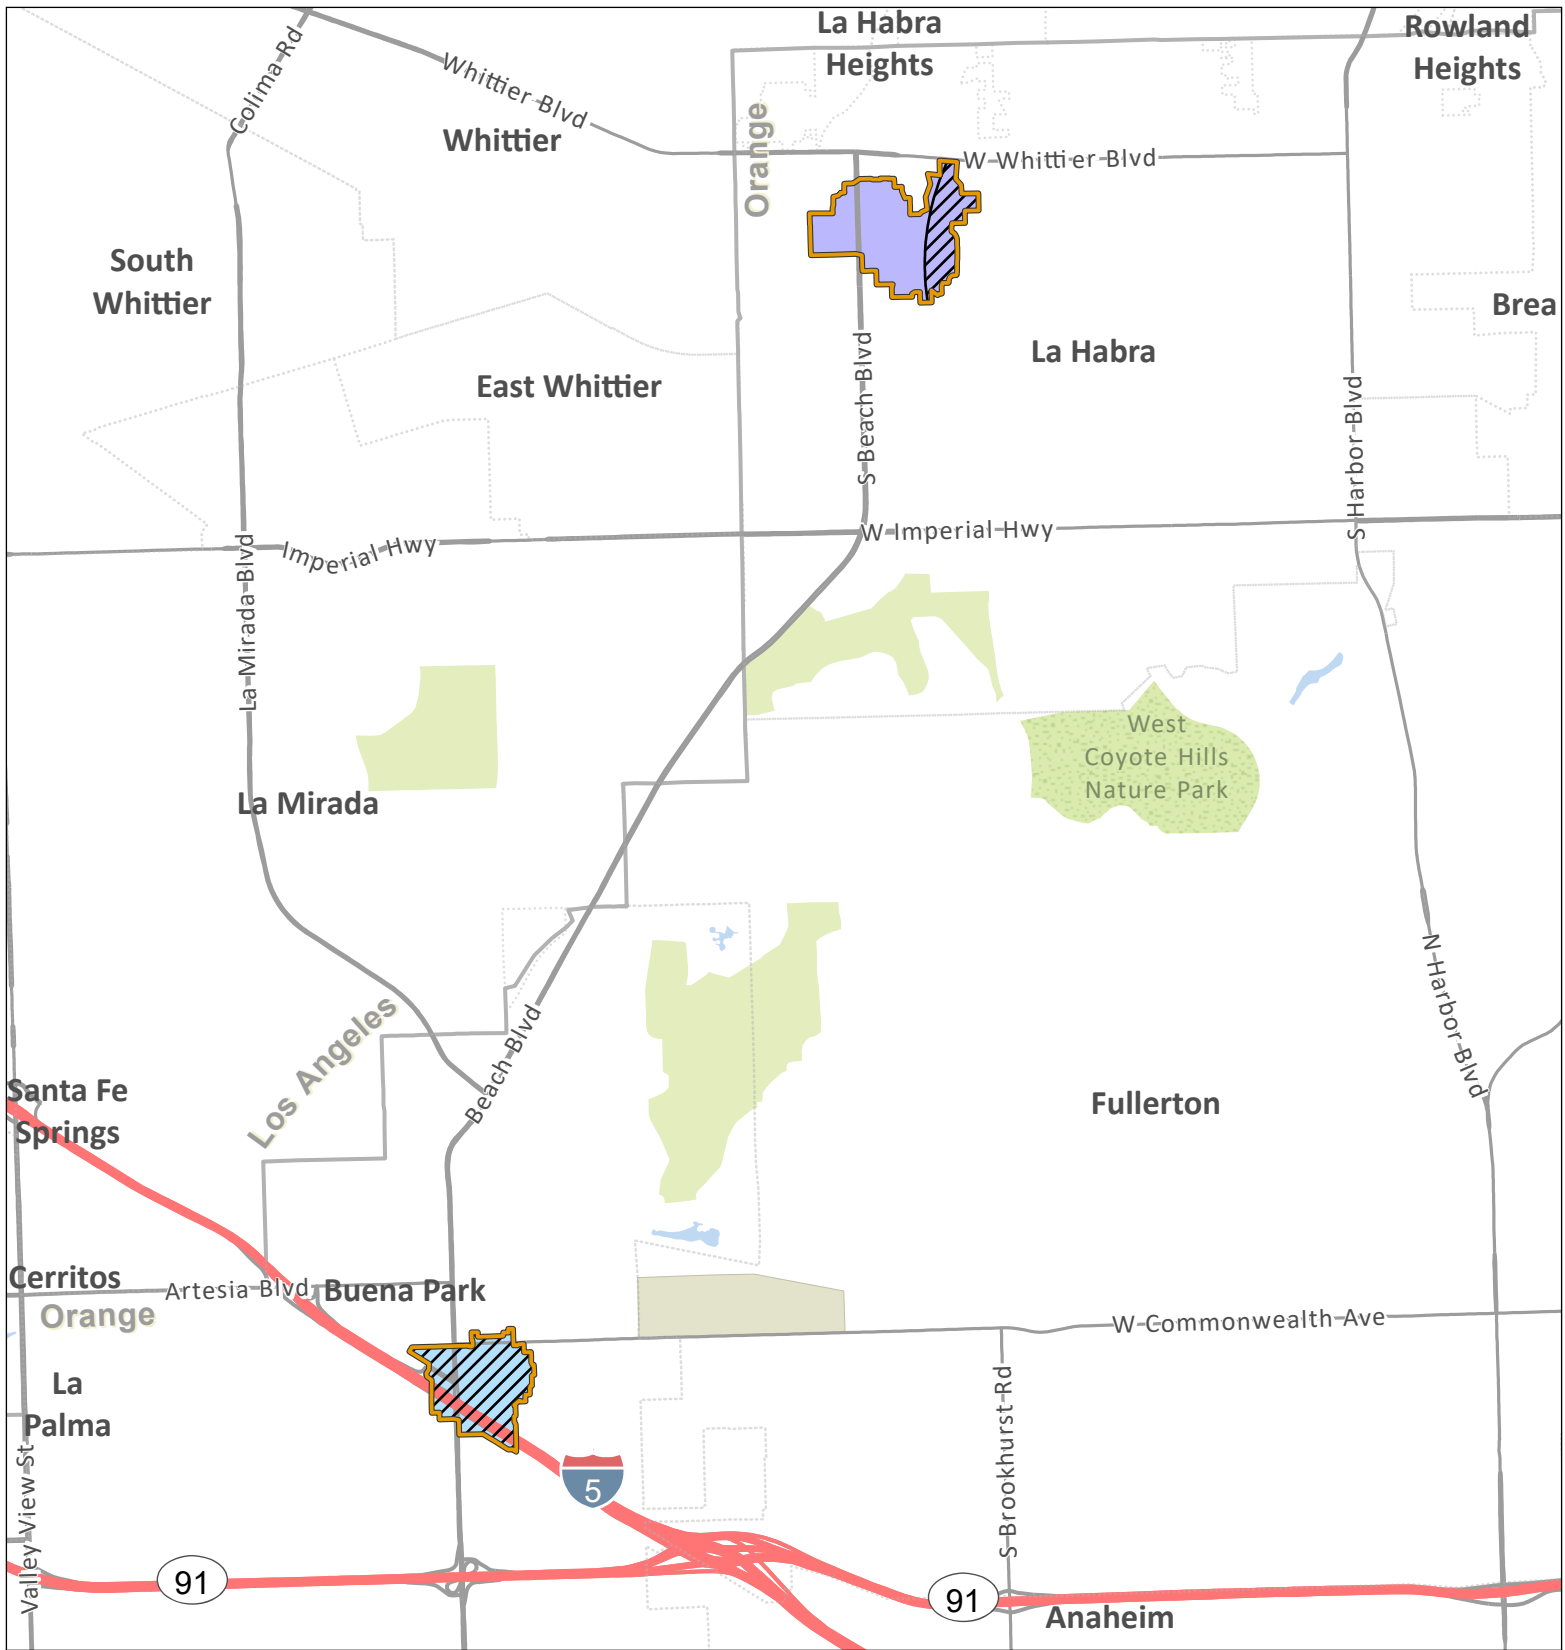 La Habra
Heights
Rowland
Heights
Colima Rd
Whittier Blvd
Whittier
Orange
W Whittier Blvd
South
Whittier
Brea
La Habra
East Whittier
S Beach Blvd
S Harbor Blvd
W Imperial Hwy
Imperial Hwy
La Mirada Blvd
West
Coyote Hills
Nature Park
La Mirada
N Harbor Blvd
Los Angeles
Beach Blvd
Santa Fe
Springs
Fullerton
Cerritos
Artesia Blvd
Buena Park
Orange
W Commonwealth Ave
La
Palma
S Brookhurst Rd
Valley View St
5
91
91
Anaheim